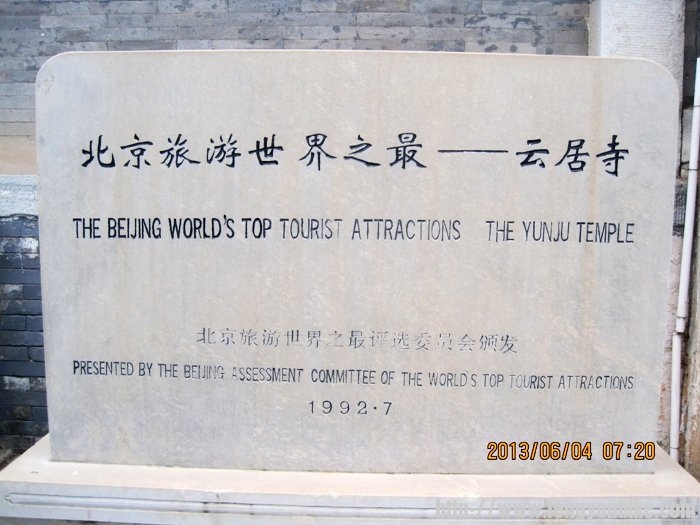 北京旅游世界之最——云居寺
THE BEIJING WORLD'S TOP TOURIST ATTRACTIONS THE YUNJU TEMPLE
北京旅游世界之最评选委员会颁发
PRESENTED BY THE BEIJING ASSESSMENT COMMITTEE OF THE WORLD'S TOP TOURIST ATTRACTIONS
1992·7
2013/06/04 07:20